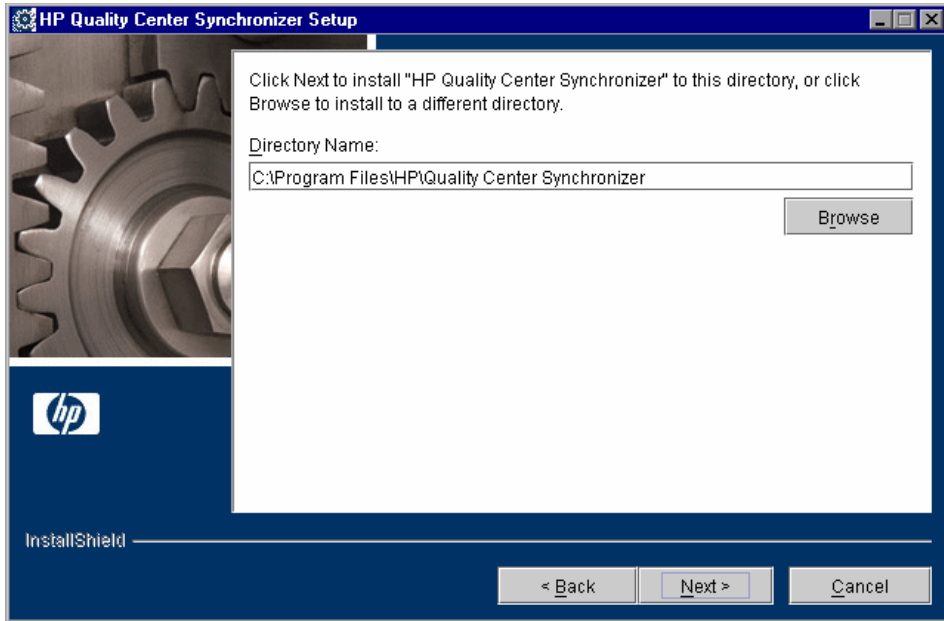 HP Quality Center Synchronizer Setup
Click Next to install "HP Quality Center Synchronizer" to this directory, or click
Browse to install to a different directory.
Directory Name:
C:\Program Files\HP\Quality Center Synchronizer
Browse
hp
InstallShield
< Back
Next >
Cancel